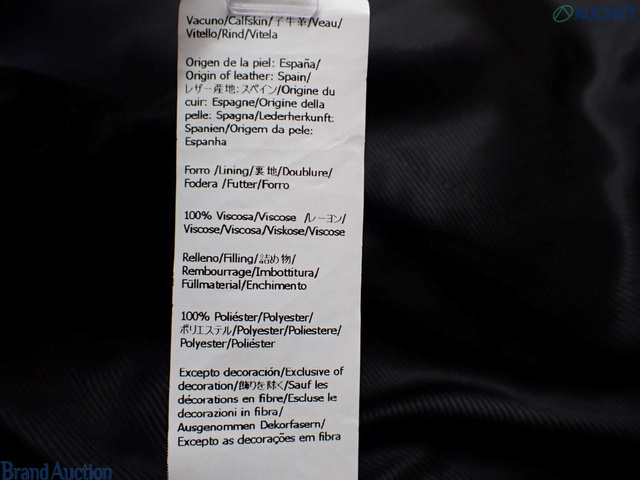 Vacuno/Calfskin/子牛革/Veau/
Vitello/Rind/Vitela
Origen de la piel: España/
Origin of leather: Spain/
レザー産地: スペイン/Origine du
cuir: Espagne/Origine della
pelle: Spagna/Lederherkunft:
Spanien/Origem da pele:
Espanha
Forro /Lining/裏地/Doublure/
Fodera /Futter/Forro
100% Viscosa/Viscose /レーヨン/
Viscose/Viscosa/Viskose/Viscose
Relleno/Filling/詰め物/
Rembourrage/Imbottitura/
Füllmaterial/Enchimento
100% Poliéster/Polyester/
ポリエステル/Polyester/Poliestere/
Polyester/Poliéster
Excepto decoración/Exclusive of
decoration/飾りを除く/Sauf les
décorations en fibre/Escluse le
decorazioni in fibra/
Ausgenommen Dekorfasern/
Excepto as decorações em fibra
AUCNET
Brand Auction